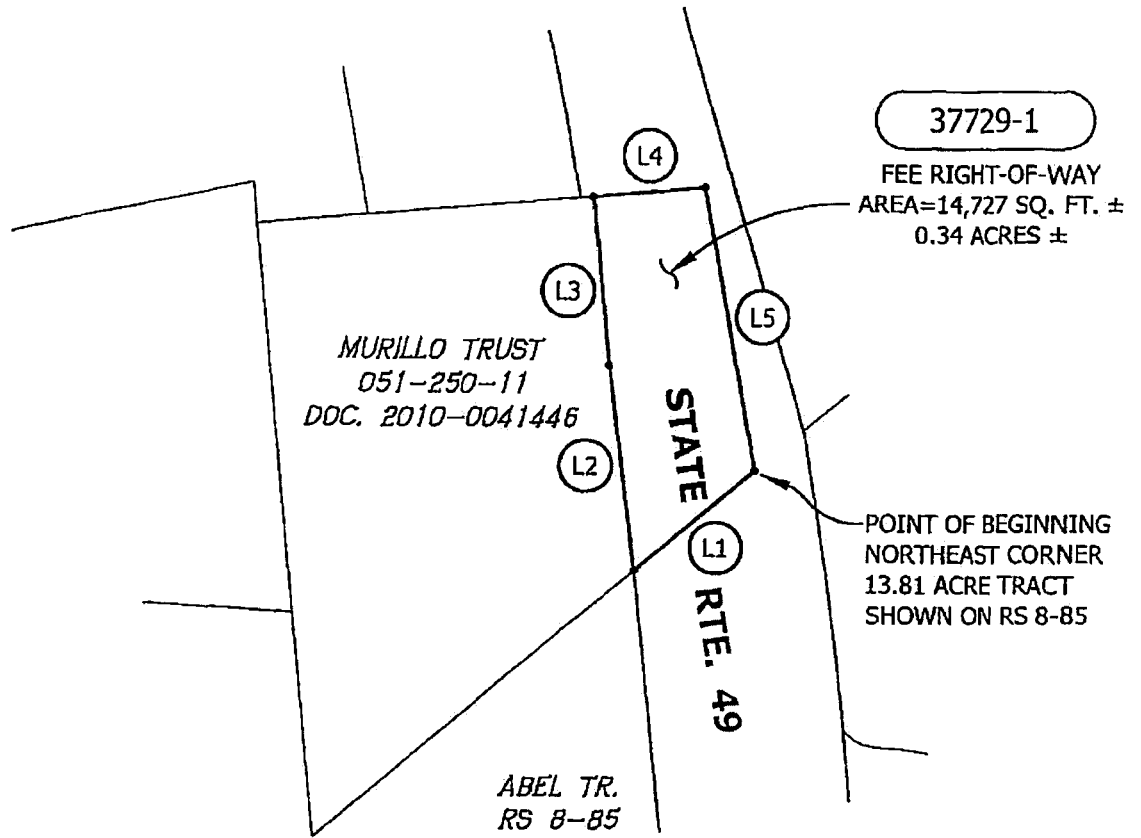 37729-1
FEE RIGHT-OF-WAY
AREA=14,727 SQ. FT. ±
0.34 ACRES ±
L4
L3
L5
MURILLO TRUST
051-250-11
DOC. 2010-0041446
L2
STATE RTE. 49
L1
POINT OF BEGINNING
NORTHEAST CORNER
13.81 ACRE TRACT
SHOWN ON RS 8-85
ABEL TR.
RS 8-85